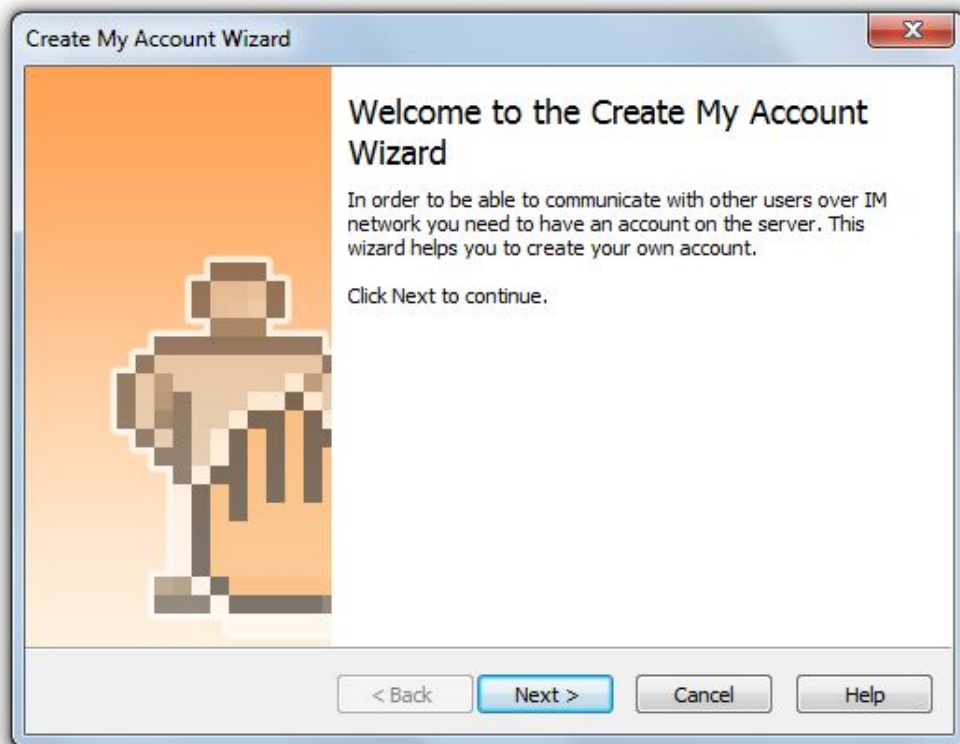 Create My Account Wizard
Welcome to the Create My Account
Wizard
In order to be able to communicate with other users over IM
network you need to have an account on the server. This
wizard helps you to create your own account.
Click Next to continue.
< Back Next > Cancel Help